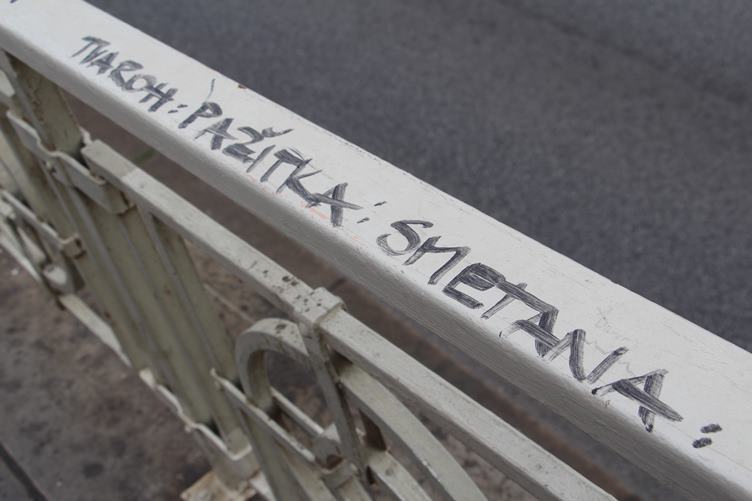 TVAROH; PAŽITKA; SMETANA;